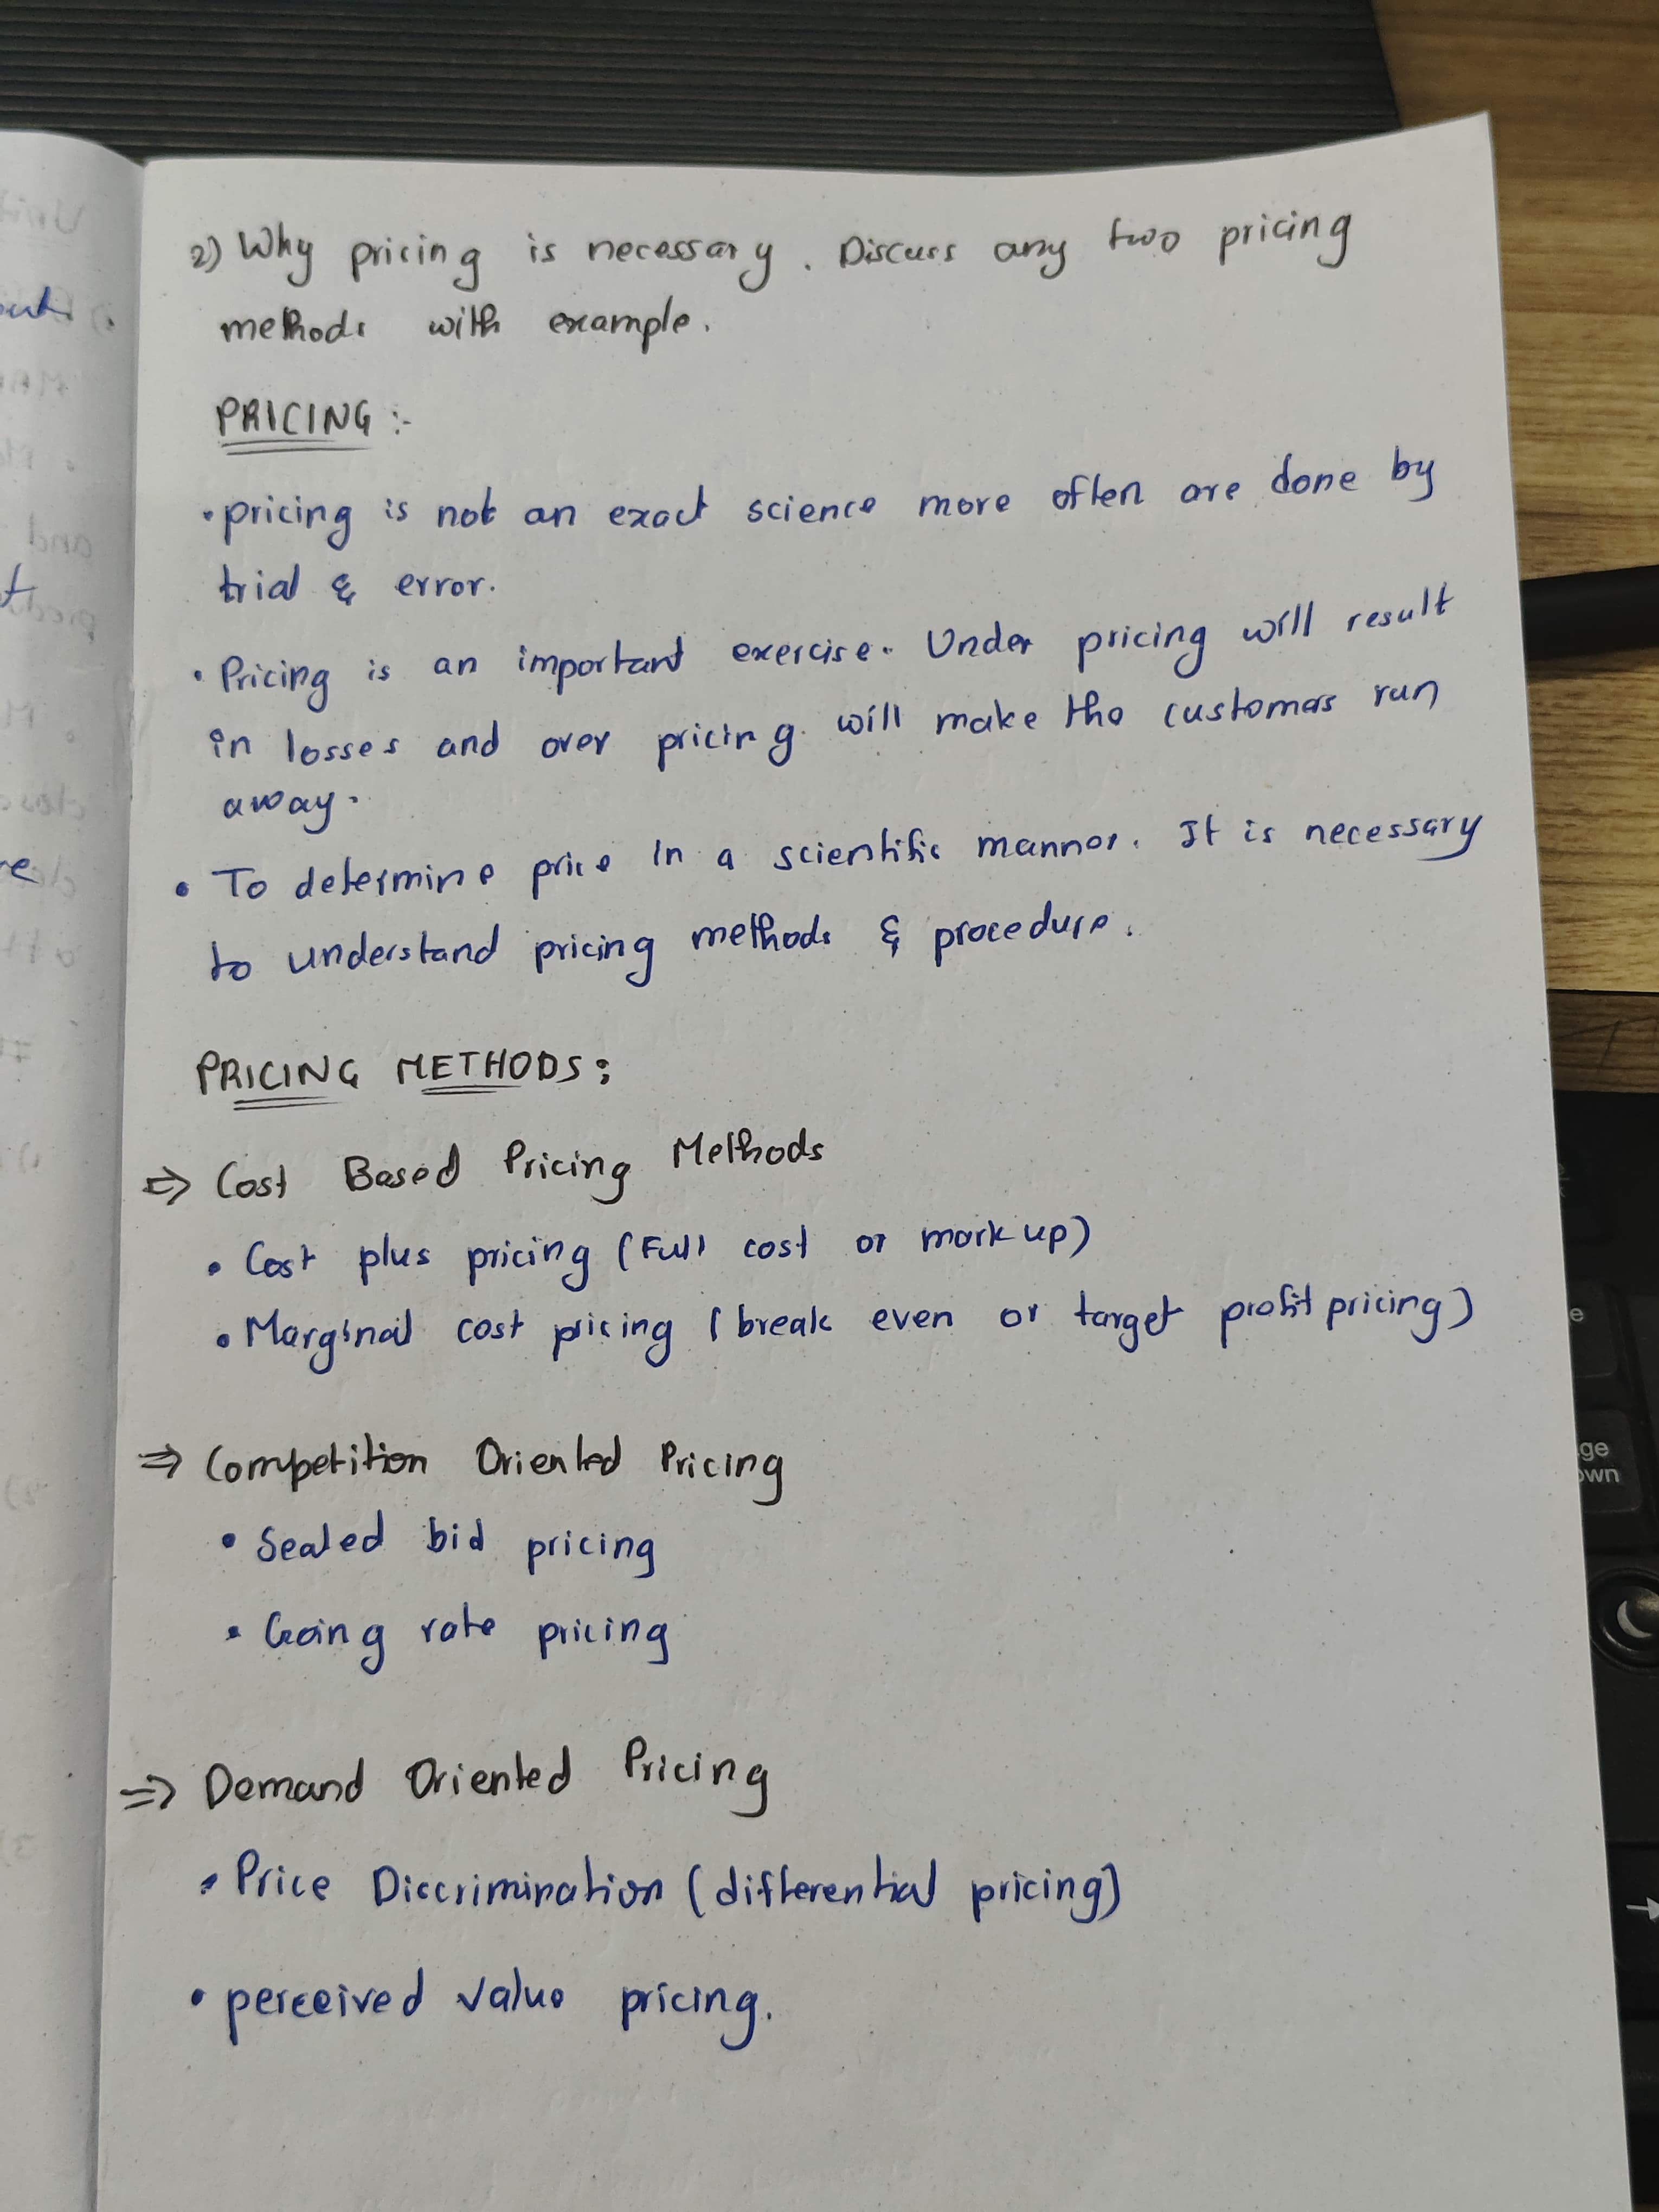 2) Why pricing is necessary. Discuss any two pricing
methods with example.
PRICING :-
• pricing is not an exact science more often are done by
trial & error.
• Pricing is an important exercise. Under pricing will result
in losses and over pricing will make the customers run
away.
• To determine price in a scientific manner. It is necessary
to understand pricing methods & procedure.
PRICING METHODS:
⇒ Cost Based Pricing Methods
• Cost plus pricing (Full cost or mark up)
• Marginal cost pricing (break even or target profit pricing)
⇒ Competition Oriented Pricing
• Sealed bid pricing
• Going rate pricing
⇒ Demand Oriented Pricing
• Price Discrimination (differential pricing)
• perceived value pricing.